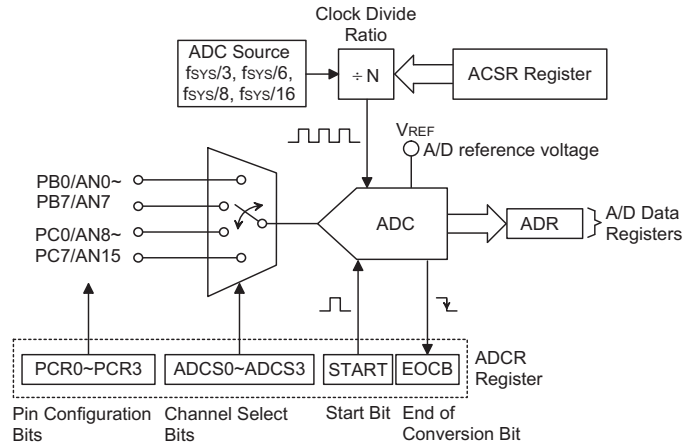 Clock Divide
Ratio
ADC Source
fSYS/3, fSYS/6,
fSYS/8, fSYS/16
÷ N
ACSR Register
VREF
A/D reference voltage
PB0/AN0~
PB7/AN7
PC0/AN8~
PC7/AN15
ADC
ADR
A/D Data
Registers
PCR0~PCR3
ADCS0~ADCS3
START
EOCB
ADCR
Register
Pin Configuration
Bits
Channel Select
Bits
Start Bit
End of
Conversion Bit